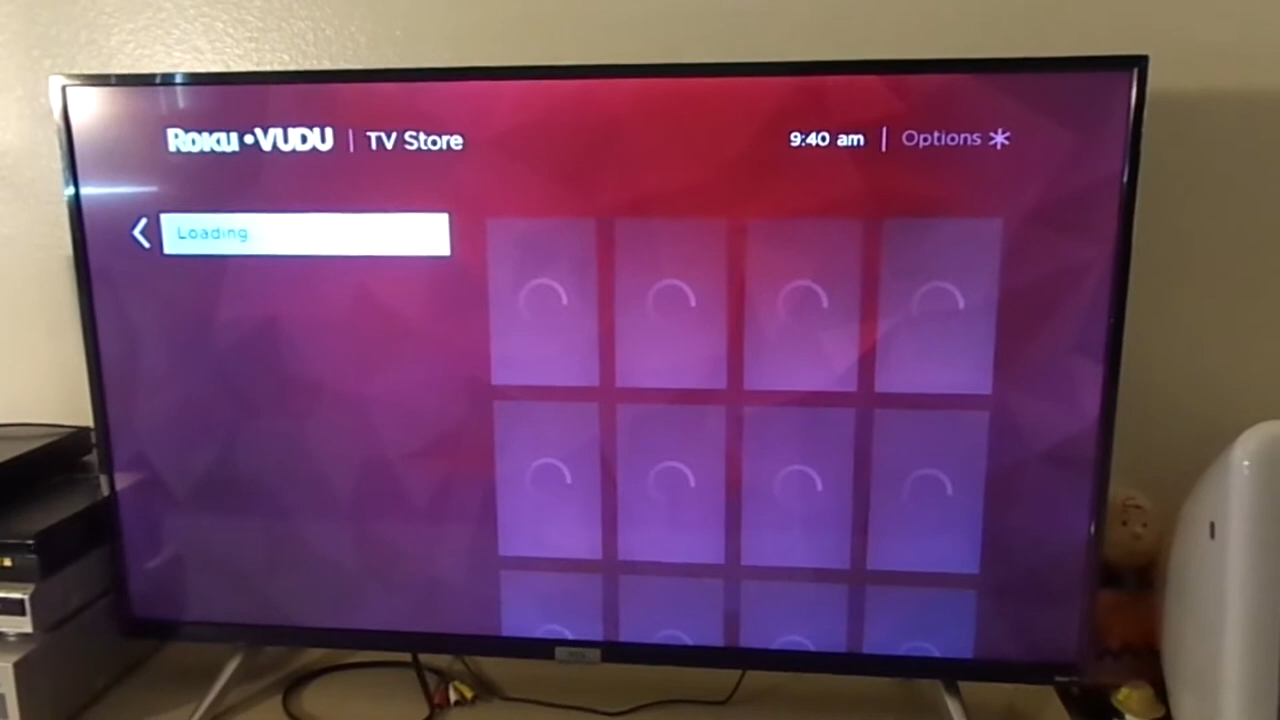 Roku • VUDU | TV Store
9:40 am | Options
Loading